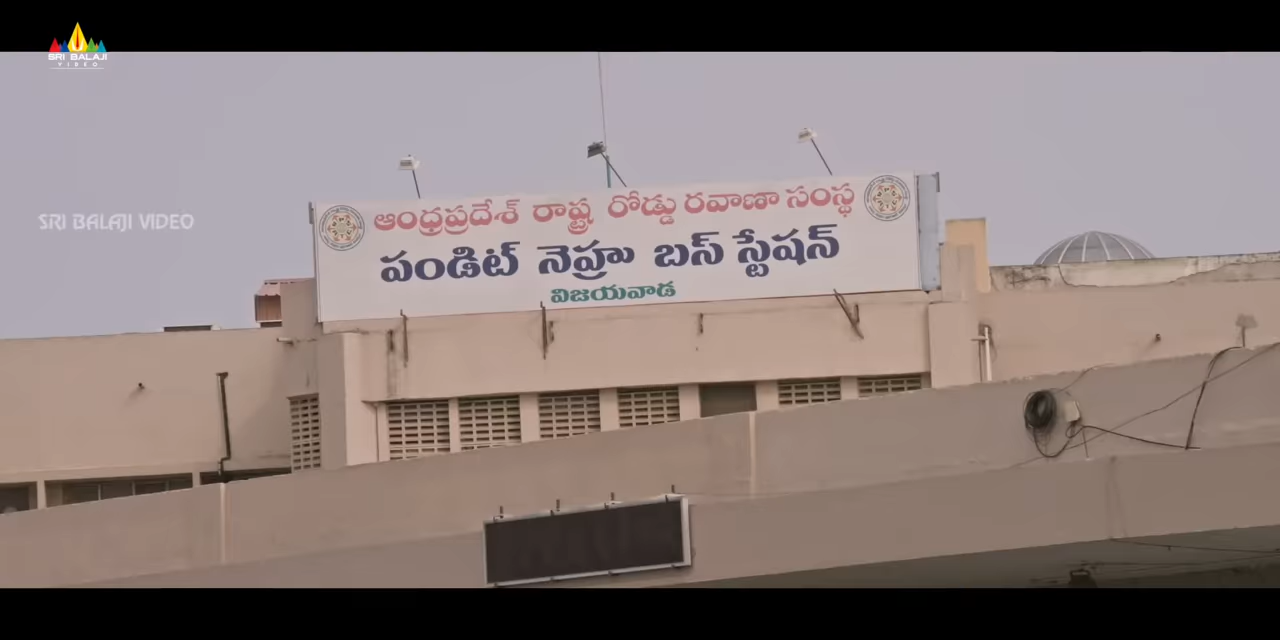 SRI BALAJI
VIDEO
SRI BALAJI VIDEO
ఆంధ్రప్రదేశ్ రాష్ట్ర రోడ్డు రవాణా సంస్థ
పండిట్ నెహ్రు బస్ స్టేషన్
విజయవాడ